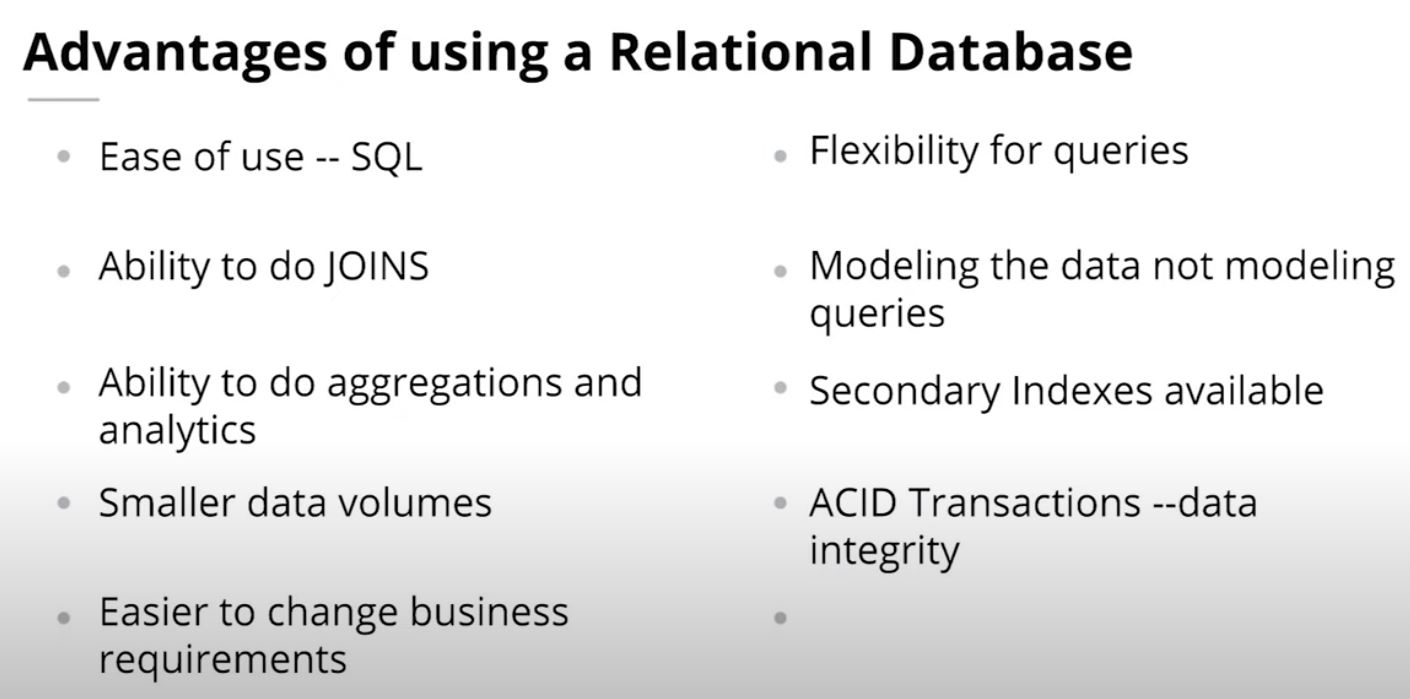 Advantages of using a Relational Database
Ease of use -- SQL
Ability to do JOINS
Ability to do aggregations and
analytics
Smaller data volumes
Easier to change business
requirements
Flexibility for queries
Modeling the data not modeling
queries
Secondary Indexes available
ACID Transactions --data
integrity